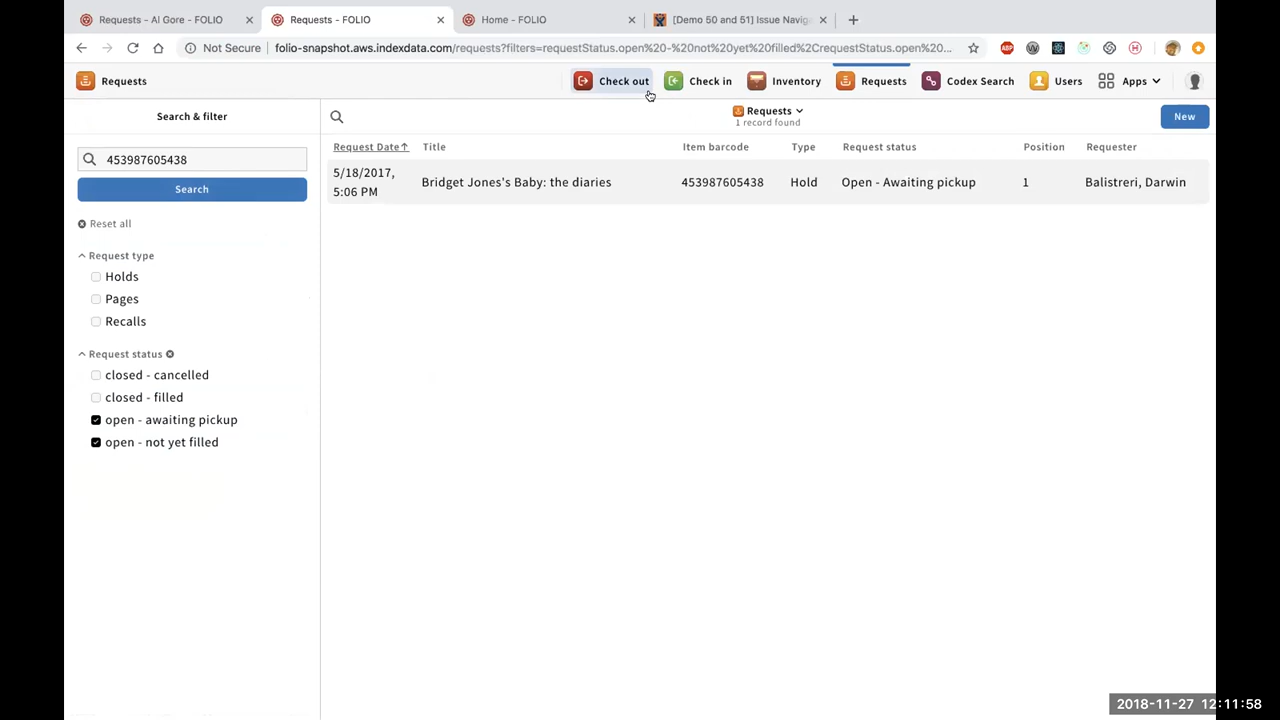 Requests - Al Gore - FOLIO
Requests - FOLIO
Home - FOLIO
[Demo 50 and 51] Issue Navig
Not Secure
folio-snapshot.aws.indexdata.com/requests?filters=requestStatus.open%20-%20not%20yet%20filled%2CrequestStatus.open%20...
ABP
Requests
Check out
Check in
Inventory
Requests
Codex Search
Users
Apps
Search & filter
Requests
1 record found
New
453987605438
Search
Reset all
Request type
Holds
Pages
Recalls
Request status
closed - cancelled
closed - filled
open - awaiting pickup
open - not yet filled
Request Date↑ Title Item barcode Type Request status Position Requester
5/18/2017,
5:06 PM
Bridget Jones's Baby: the diaries 453987605438 Hold Open - Awaiting pickup 1 Balistreri, Darwin
2018-11-27 12:11:58